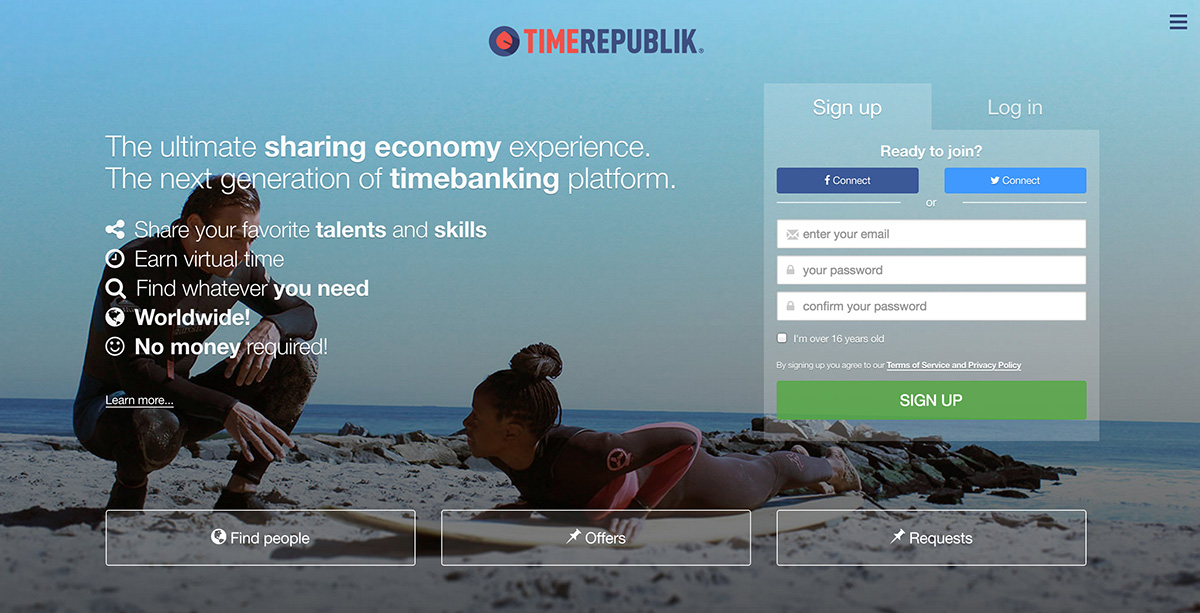 TIMEREPUBLIK®
Sign up
Log in
The ultimate sharing economy experience.
The next generation of timebanking platform.
Share your favorite talents and skills
Earn virtual time
Find whatever you need
Worldwide!
No money required!
Learn more...
Ready to join?
f Connect
Connect
or
enter your email
your password
confirm your password
I'm over 16 years old
By signing up you agree to our Terms of Service and Privacy Policy
SIGN UP
Find people
Offers
Requests